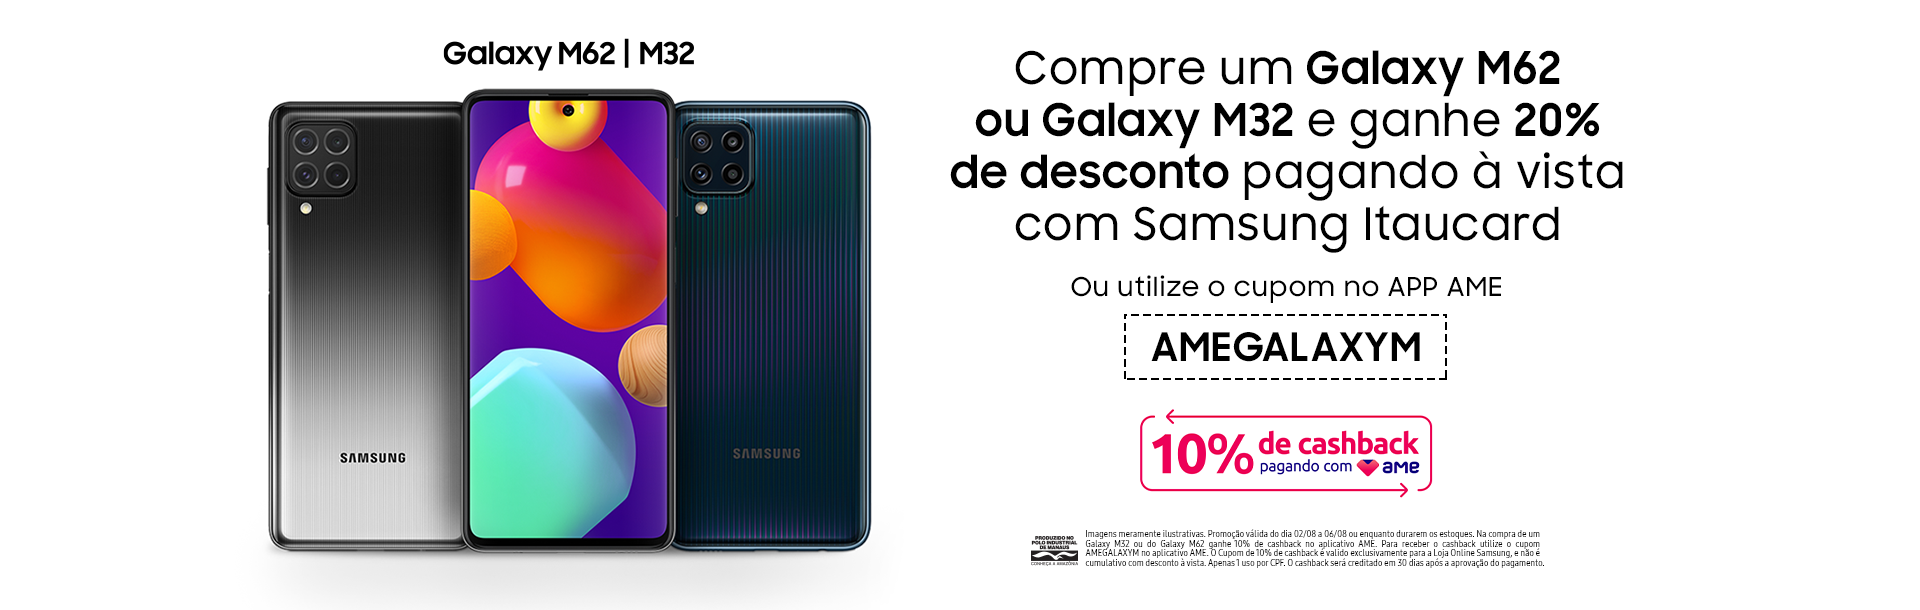 Galaxy M62 | M32
SAMSUNG
SAMSUNG
Compre um Galaxy M62
ou Galaxy M32 e ganhe 20%
de desconto pagando à vista
com Samsung Itaucard
Ou utilize o cupom no APP AME
AMEGALAXYM
10% de cashback
pagando com ame
PRODUZIDO NO
POLO INDUSTRIAL
DE MANAUS
CONHEÇA A AMAZÔNIA
Imagens meramente ilustrativas. Promoção válida do dia 02/08 a 06/08 ou enquanto durarem os estoques. Na compra de um
Galaxy M32 ou do Galaxy M62 ganhe 10% de cashback no aplicativo AME. Para receber o cashback utilize o cupom
AMEGALAXYM no aplicativo AME. O Cupom de 10% de cashback é valido exclusivamente para a Loja Online Samsung, e não é
cumulativo com desconto à vista. Apenas 1 uso por CPF. O cashback será creditado em 30 dias após a aprovação do pagamento.